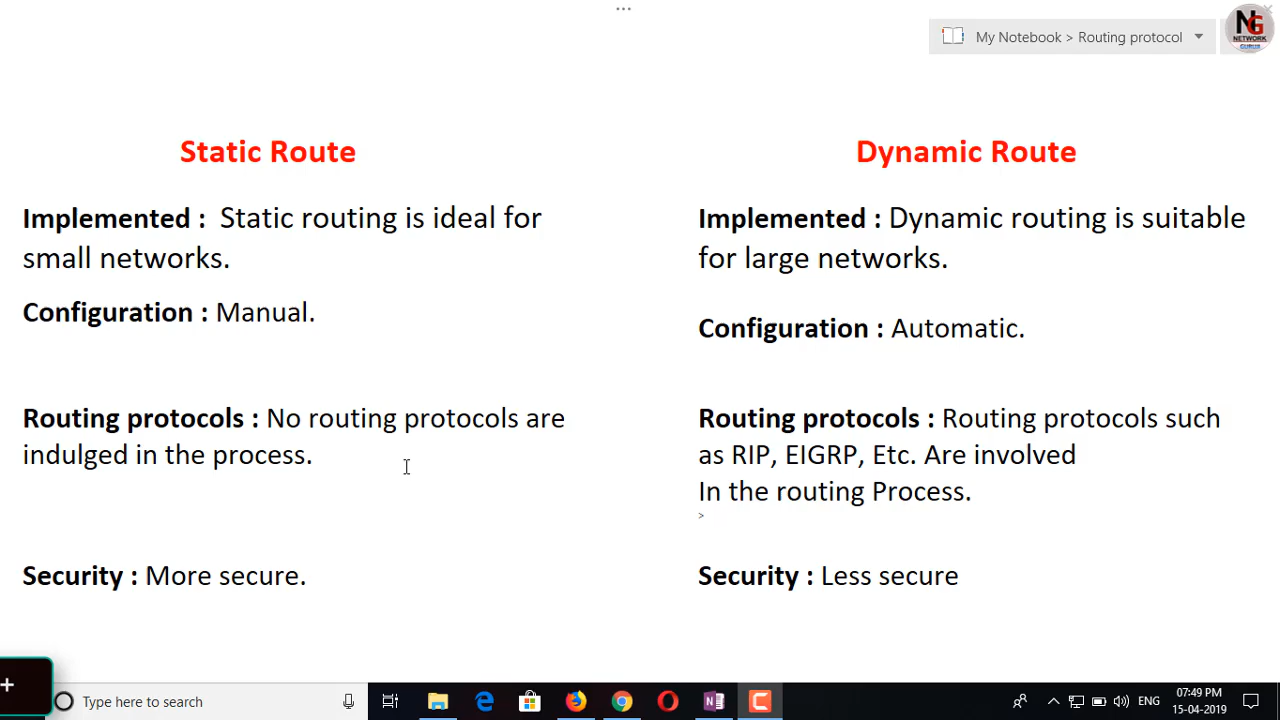 ...
My Notebook > Routing protocol
NG
NETWORK
GURUS
Static Route
Implemented : Static routing is ideal for
small networks.
Configuration : Manual.
Routing protocols : No routing protocols are
indulged in the process.
Security : More secure.
Dynamic Route
Implemented : Dynamic routing is suitable
for large networks.
Configuration : Automatic.
Routing protocols : Routing protocols such
as RIP, EIGRP, Etc. Are involved
In the routing Process.
>
Security : Less secure
+
Type here to search
ENG
07:49 PM
15-04-2019